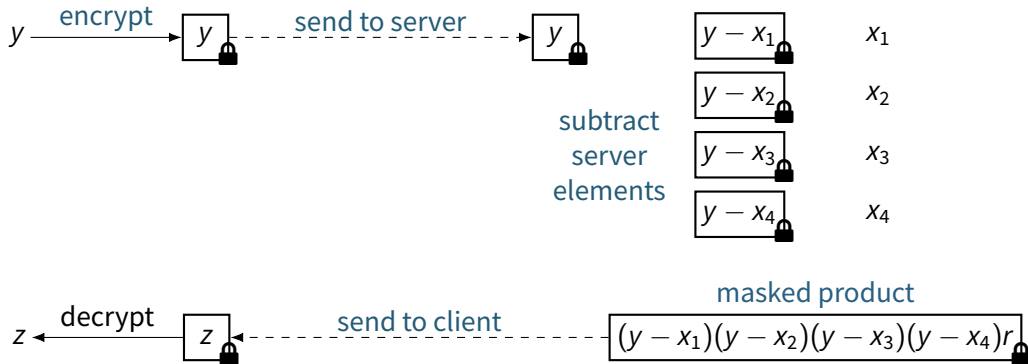 encrypt
y
y
send to server
y
y − x₁
x₁
y − x₂
x₂
subtract
server
elements
y − x₃
x₃
y − x₄
x₄
masked product
z
decrypt
z
send to client
(y − x₁)(y − x₂)(y − x₃)(y − x₄)r